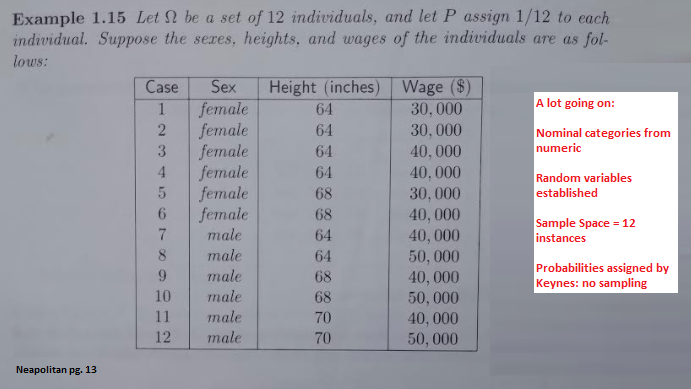 Example 1.15 Let Ω be a set of 12 individuals, and let P assign 1/12 to each
individual. Suppose the sexes, heights, and wages of the individuals are as fol-
lows:
Case Sex Height (inches) Wage ($)
1 female 64 30,000
2 female 64 30,000
3 female 64 40,000
4 female 64 40,000
5 female 68 30,000
6 female 68 40,000
7 male 64 40,000
8 male 64 50,000
9 male 68 40,000
10 male 68 50,000
11 male 70 40,000
12 male 70 50,000
A lot going on:
Nominal categories from
numeric
Random variables
established
Sample Space = 12
instances
Probabilities assigned by
Keynes: no sampling
Neapolitan pg. 13